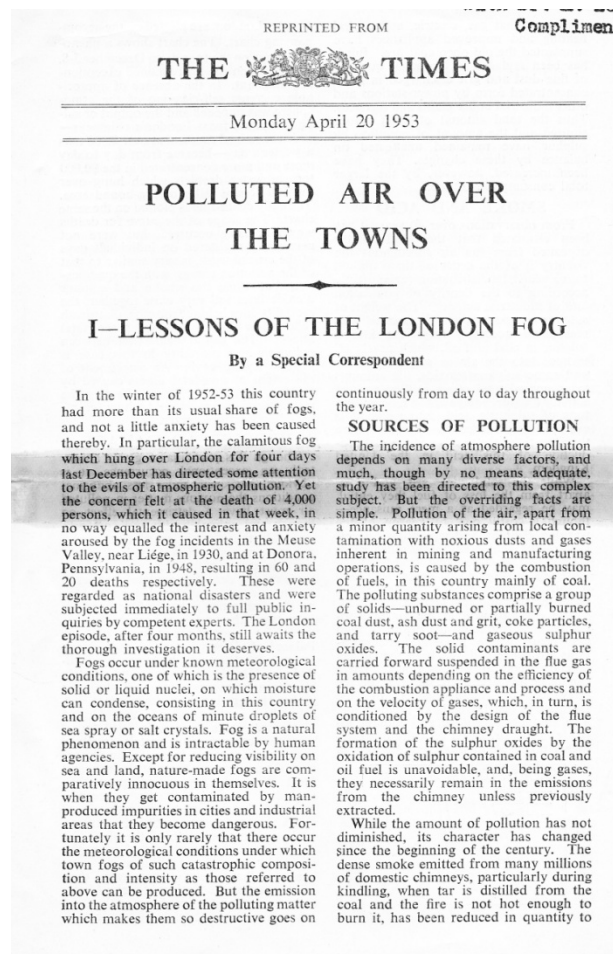 Complimen
REPRINTED FROM
THE TIMES
Monday April 20 1953
POLLUTED AIR OVER
THE TOWNS
I—LESSONS OF THE LONDON FOG
By a Special Correspondent
In the winter of 1952-53 this country
had more than its usual share of fogs,
and not a little anxiety has been caused
thereby. In particular, the calamitous fog
which hung over London for four days
last December has directed some attention
to the evils of atmospheric pollution. Yet
the concern felt at the death of 4,000
persons, which it caused in that week, in
no way equalled the interest and anxiety
aroused by the fog incidents in the Meuse
Valley, near Liége, in 1930, and at Donora,
Pennsylvania, in 1948, resulting in 60 and
20 deaths respectively. These were
regarded as national disasters and were
subjected immediately to full public in-
quiries by competent experts. The London
episode, after four months, still awaits the
thorough investigation it deserves.
Fogs occur under known meteorological
conditions, one of which is the presence of
solid or liquid nuclei, on which moisture
can condense, consisting in this country
and on the oceans of minute droplets of
sea spray or salt crystals. Fog is a natural
phenomenon and is intractable by human
agencies. Except for reducing visibility on
sea and land, nature-made fogs are com-
paratively innocuous in themselves. It is
when they get contaminated by man-
produced impurities in cities and industrial
areas that they become dangerous. For-
tunately it is only rarely that there occur
the meteorological conditions under which
town fogs of such catastrophic composi-
tion and intensity as those referred to
above can be produced. But the emission
into the atmosphere of the polluting matter
which makes them so destructive goes on
continuously from day to day throughout
the year.
SOURCES OF POLLUTION
The incidence of atmosphere pollution
depends on many diverse factors, and
much, though by no means adequate,
study has been directed to this complex
subject. But the overriding facts are
simple. Pollution of the air, apart from
a minor quantity arising from local con-
tamination with noxious dusts and gases
inherent in mining and manufacturing
operations, is caused by the combustion
of fuels, in this country mainly of coal.
The polluting substances comprise a group
of solids—unburned or partially burned
coal dust, ash dust and grit, coke particles,
and tarry soot—and gaseous sulphur
oxides. The solid contaminants are
carried forward suspended in the flue gas
in amounts depending on the efficiency of
the combustion appliance and process and
on the velocity of gases, which, in turn, is
conditioned by the design of the flue
system and the chimney draught. The
formation of the sulphur oxides by the
oxidation of sulphur contained in coal and
oil fuel is unavoidable, and, being gases,
they necessarily remain in the emissions
from the chimney unless previously
extracted.
While the amount of pollution has not
diminished, its character has changed
since the beginning of the century. The
dense smoke emitted from many millions
of domestic chimneys, particularly during
kindling, when tar is distilled from the
coal and the fire is not hot enough to
burn it, has been reduced in quantity to